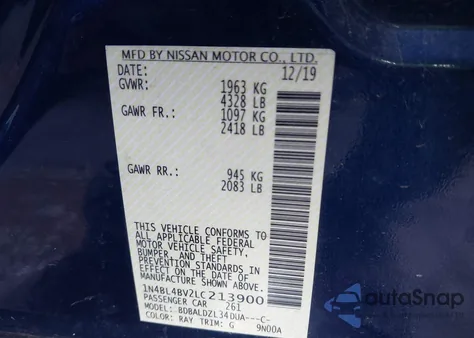 MFD BY NISSAN MOTOR CO., LTD.
DATE: 12/19
GVWR: 1963 KG
4328 LB
GAWR FR.: 1097 KG
2418 LB
GAWR RR.: 945 KG
2083 LB
THIS VEHICLE CONFORMS TO
ALL APPLICABLE FEDERAL
MOTOR VEHICLE SAFETY,
BUMPER, AND THEFT
PREVENTION STANDARDS IN
EFFECT ON THE DATE OF
MANUFACTURE SHOWN ABOVE.
1N4BL4BV2LC213900
PASSENGER CAR 261
MODEL: BDBALDZL34DUA---C-
COLOR: RAY TRIM: G 9N00A
autoSnap